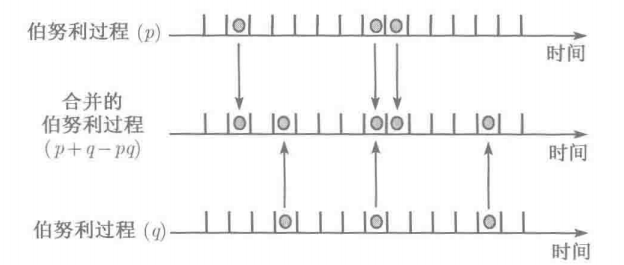 伯努利过程 (p)
时间
合并的
伯努利过程
(p+q−pq)
时间
伯努利过程 (q)
时间